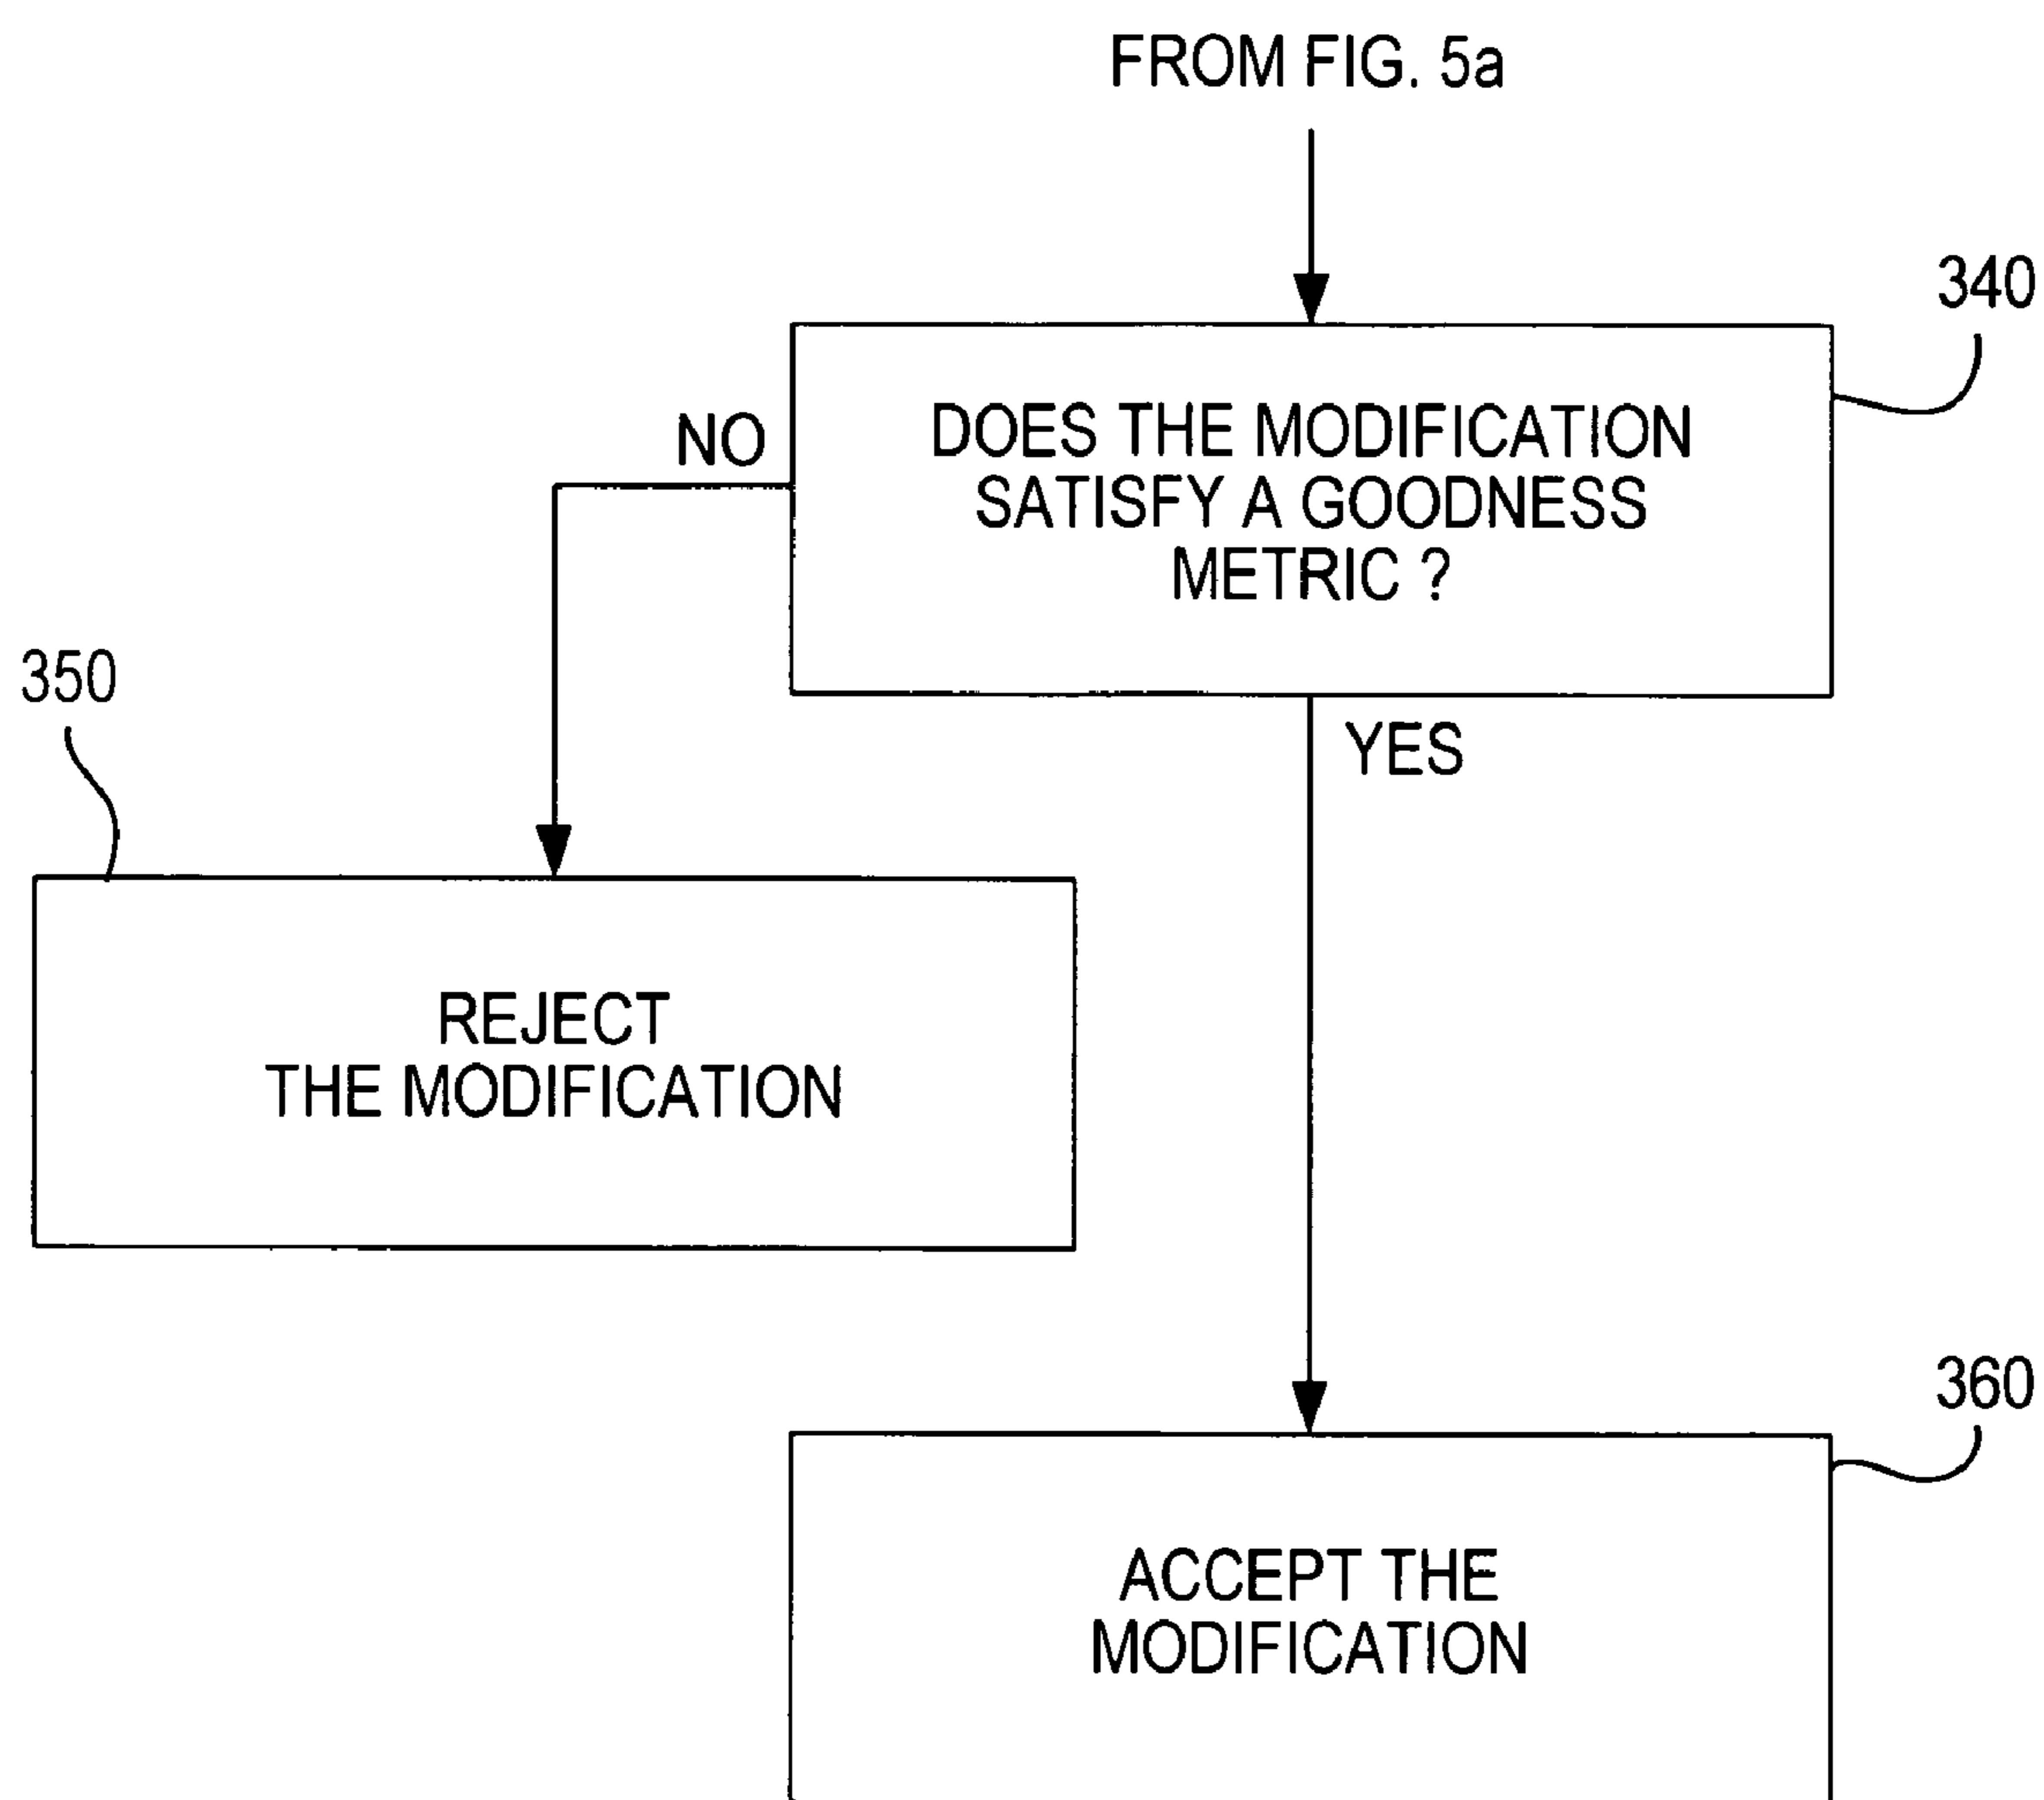 FROM FIG. 5a
340
DOES THE MODIFICATION
SATISFY A GOODNESS
METRIC ?
NO
YES
350
REJECT
THE MODIFICATION
360
ACCEPT THE
MODIFICATION